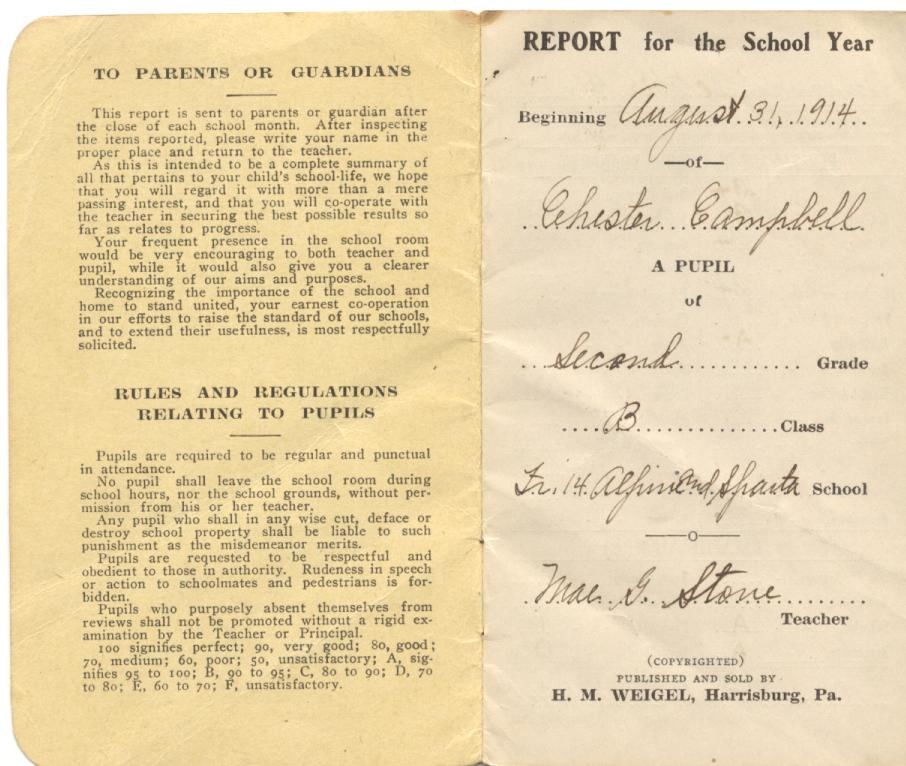 TO PARENTS OR GUARDIANS
This report is sent to parents or guardian after
the close of each school month. After inspecting
the items reported, please write your name in the
proper place and return to the teacher.
As this is intended to be a complete summary of
all that pertains to your child's school-life, we hope
that you will regard it with more than a mere
passing interest, and that you will co-operate with
the teacher in securing the best possible results so
far as relates to progress.
Your frequent presence in the school room
would be very encouraging to both teacher and
pupil, while it would also give you a clearer
understanding of our aims and purposes.
Recognizing the importance of the school and
home to stand united, your earnest co-operation
in our efforts to raise the standard of our schools,
and to extend their usefulness, is most respectfully
solicited.
RULES AND REGULATIONS
RELATING TO PUPILS
Pupils are required to be regular and punctual
in attendance.
No pupil shall leave the school room during
school hours, nor the school grounds, without per-
mission from his or her teacher.
Any pupil who shall in any wise cut, deface or
destroy school property shall be liable to such
punishment as the misdemeanor merits.
Pupils are requested to be respectful and
obedient to those in authority. Rudeness in speech
or action to schoolmates and pedestrians is for-
bidden.
Pupils who purposely absent themselves from
reviews shall not be promoted without a rigid ex-
amination by the Teacher or Principal.
100 signifies perfect; 90, very good; 80, good;
70, medium; 60, poor; 50, unsatisfactory; A, sig-
nifies 95 to 100; B, 90 to 95; C, 80 to 90; D, 70
to 80; E, 60 to 70; F, unsatisfactory.
REPORT for the School Year
Beginning August 31, 1914
of
Chester Campbell
A PUPIL
of
Second Grade
B Class
Fr. 14 Alpine and Sparta School
Mae G. Stone
Teacher
(COPYRIGHTED)
PUBLISHED AND SOLD BY
H. M. WEIGEL, Harrisburg, Pa.